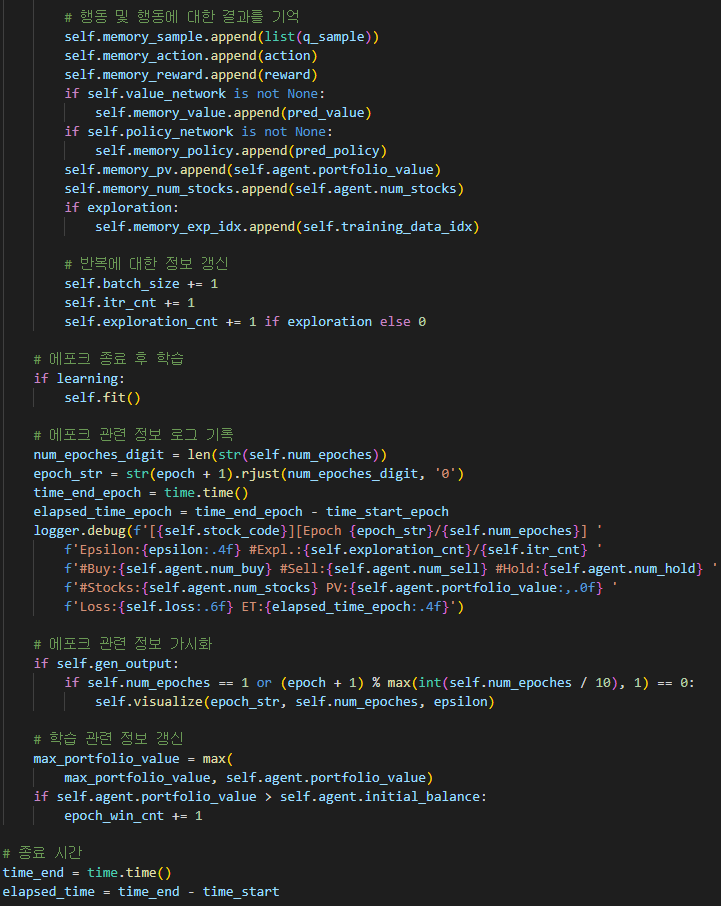 # 행동 및 행동에 대한 결과를 기억
self.memory_sample.append(list(q_sample))
self.memory_action.append(action)
self.memory_reward.append(reward)
if self.value_network is not None:
self.memory_value.append(pred_value)
if self.policy_network is not None:
self.memory_policy.append(pred_policy)
self.memory_pv.append(self.agent.portfolio_value)
self.memory_num_stocks.append(self.agent.num_stocks)
if exploration:
self.memory_exp_idx.append(self.training_data_idx)
# 반복에 대한 정보 갱신
self.batch_size += 1
self.itr_cnt += 1
self.exploration_cnt += 1 if exploration else 0
# 에포크 종료 후 학습
if learning:
self.fit()
# 에포크 관련 정보 로그 기록
num_epoches_digit = len(str(self.num_epoches))
epoch_str = str(epoch + 1).rjust(num_epoches_digit, '0')
time_end_epoch = time.time()
elapsed_time_epoch = time_end_epoch - time_start_epoch
logger.debug(f'[{self.stock_code}][Epoch {epoch_str}/{self.num_epoches}] '
f'Epsilon:{epsilon:.4f} #Expl.:{self.exploration_cnt}/{self.itr_cnt} '
f'#Buy:{self.agent.num_buy} #Sell:{self.agent.num_sell} #Hold:{self.agent.num_hold} '
f'#Stocks:{self.agent.num_stocks} PV:{self.agent.portfolio_value:,.0f} '
f'Loss:{self.loss:.6f} ET:{elapsed_time_epoch:.4f}')
# 에포크 관련 정보 가시화
if self.gen_output:
if self.num_epoches == 1 or (epoch + 1) % max(int(self.num_epoches / 10), 1) == 0:
self.visualize(epoch_str, self.num_epoches, epsilon)
# 학습 관련 정보 갱신
max_portfolio_value = max(
max_portfolio_value, self.agent.portfolio_value)
if self.agent.portfolio_value > self.agent.initial_balance:
epoch_win_cnt += 1
# 종료 시간
time_end = time.time()
elapsed_time = time_end - time_start